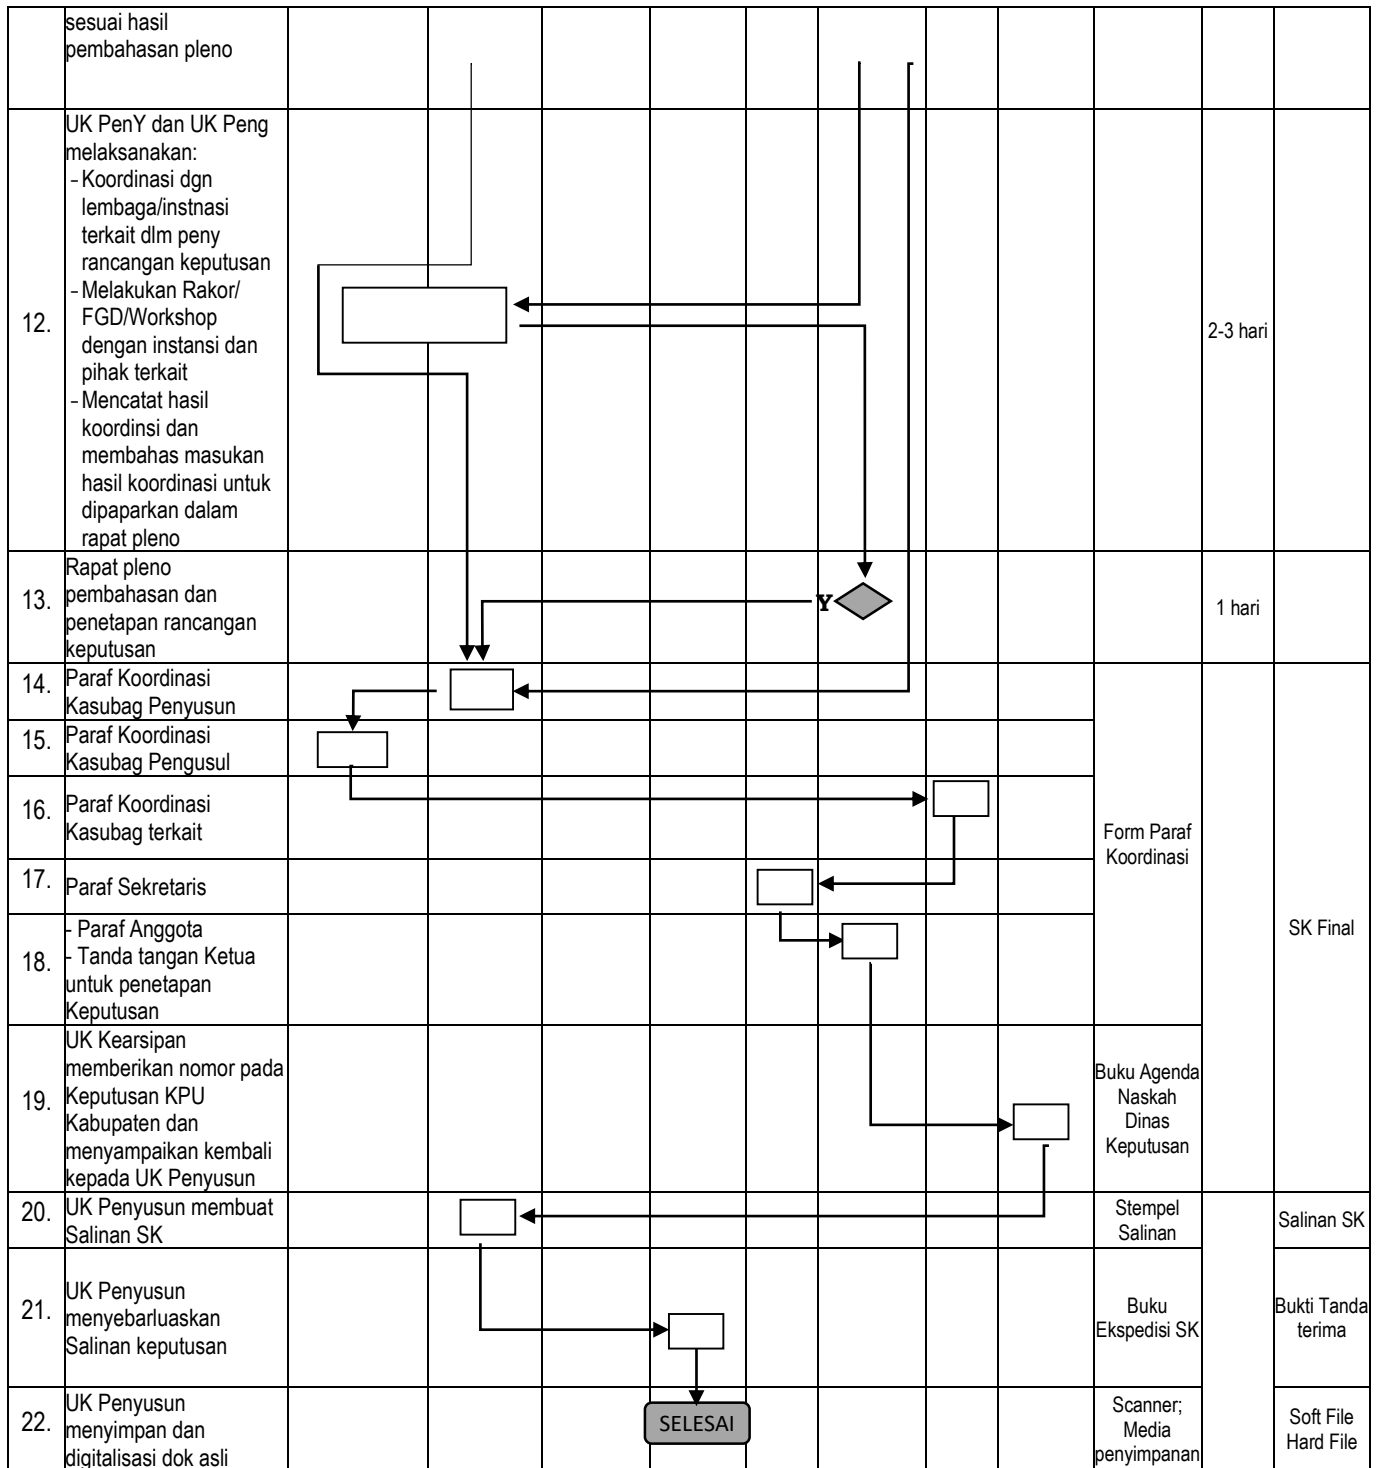 sesuai hasil
pembahasan pleno
12.
UK PenY dan UK Peng
melaksanakan:
- Koordinasi dgn
lembaga/instnasi
terkait dlm peny
rancangan keputusan
- Melakukan Rakor/
FGD/Workshop
dengan instansi dan
pihak terkait
- Mencatat hasil
koordinsi dan
membahas masukan
hasil koordinasi untuk
dipaparkan dalam
rapat pleno
2-3 hari
13.
Rapat pleno
pembahasan dan
penetapan rancangan
keputusan
Y
1 hari
14.
Paraf Koordinasi
Kasubag Penyusun
15.
Paraf Koordinasi
Kasubag Pengusul
16.
Paraf Koordinasi
Kasubag terkait
Form Paraf
Koordinasi
17.
Paraf Sekretaris
18.
- Paraf Anggota
- Tanda tangan Ketua
untuk penetapan
Keputusan
SK Final
19.
UK Kearsipan
memberikan nomor pada
Keputusan KPU
Kabupaten dan
menyampaikan kembali
kepada UK Penyusun
Buku Agenda
Naskah
Dinas
Keputusan
20.
UK Penyusun membuat
Salinan SK
Stempel
Salinan
Salinan SK
21.
UK Penyusun
menyebarluaskan
Salinan keputusan
Buku
Ekspedisi SK
Bukti Tanda
terima
22.
UK Penyusun
menyimpan dan
digitalisasi dok asli
SELESAI
Scanner;
Media
penyimpanan
Soft File
Hard File